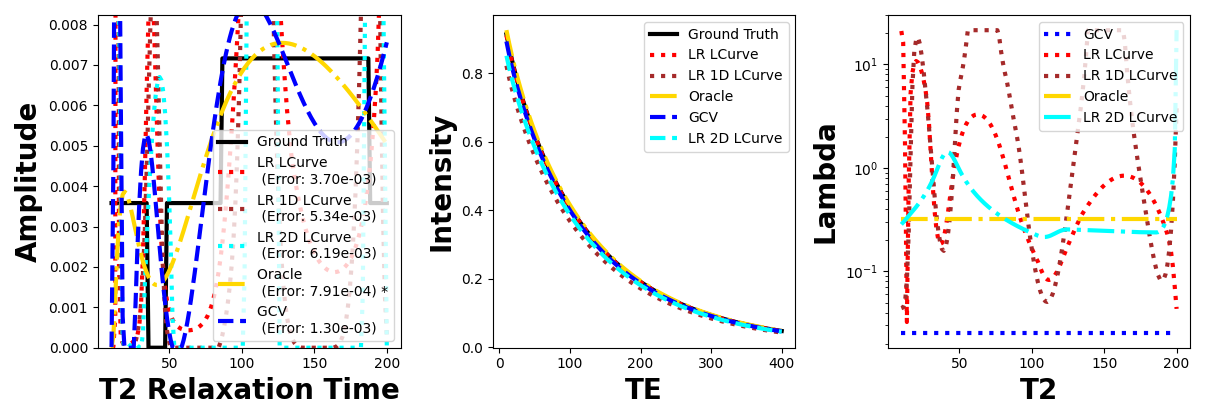 0.008
0.007
0.006
0.005
0.004
0.003
0.002
0.001
0.000
Amplitude
50
100
150
200
T2 Relaxation Time
Ground Truth
LR LCurve
(Error: 3.70e-03)
LR 1D LCurve
(Error: 5.34e-03)
LR 2D LCurve
(Error: 6.19e-03)
Oracle
(Error: 7.91e-04) *
GCV
(Error: 1.30e-03)
0.8
0.6
0.4
0.2
0.0
Intensity
0
100
200
300
400
TE
Ground Truth
LR LCurve
LR 1D LCurve
Oracle
GCV
LR 2D LCurve
10¹
10⁰
10⁻¹
Lambda
50
100
150
200
T2
GCV
LR LCurve
LR 1D LCurve
Oracle
LR 2D LCurve